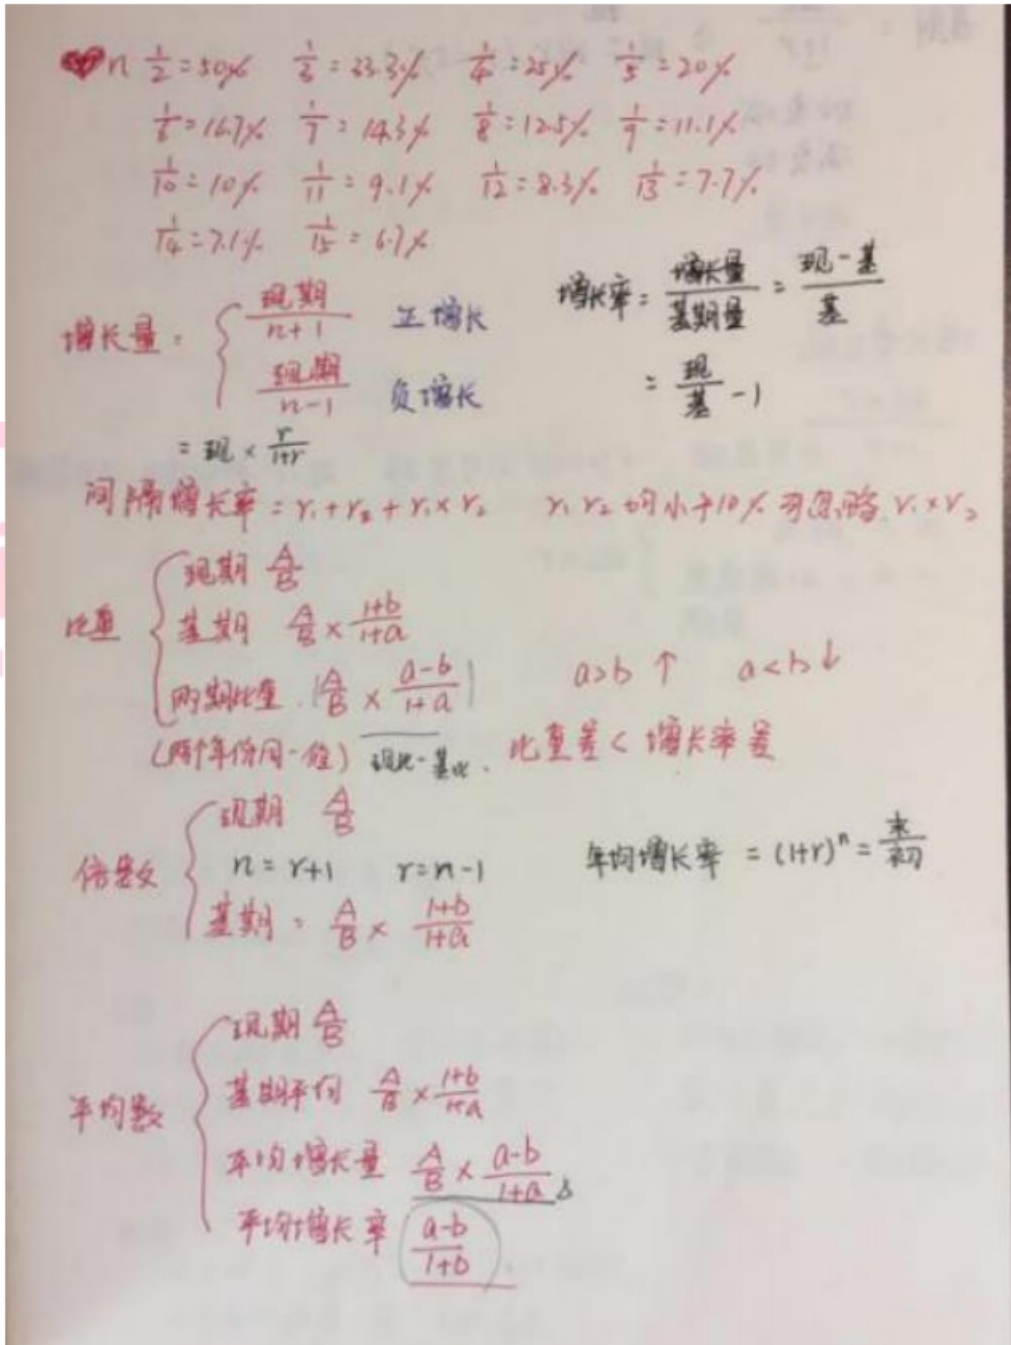 n 1/2=50% 1/3=33.3% 1/4=25% 1/5=20%
1/6=16.7% 1/7=14.3% 1/8=12.5% 1/9=11.1%
1/10=10% 1/11=9.1% 1/12=8.3% 1/13=7.7%
1/14=7.1% 1/15=6.7%
增长量= { 现期/(n+1) 正增长
现期/(n-1) 负增长
=现×r/(1+r)
增长率=增长量/基期量=(现-基)/基
=现/基-1
间隔增长率=r₁+r₂+r₁×r₂ r₁ r₂均小于10%可忽略r₁×r₂
比重 { 现期 A/B
基期 A/B×(1+b)/(1+a)
两期比重 |A/B×(a-b)/(1+a)| a>b↑ a<b↓
(两个年份同一值) 现比-基比 比重差<增长率差
倍数 { 现期 A/B
n=r+1 r=n-1
基期= A/B×(1+b)/(1+a)
年均增长率 =(1+r)ⁿ=末/初
平均数 { 现期 A/B
基期平均 A/B×(1+b)/(1+a)
平均增长量 A/B×(a-b)/(1+a)
平均增长率 (a-b)/(1+b)